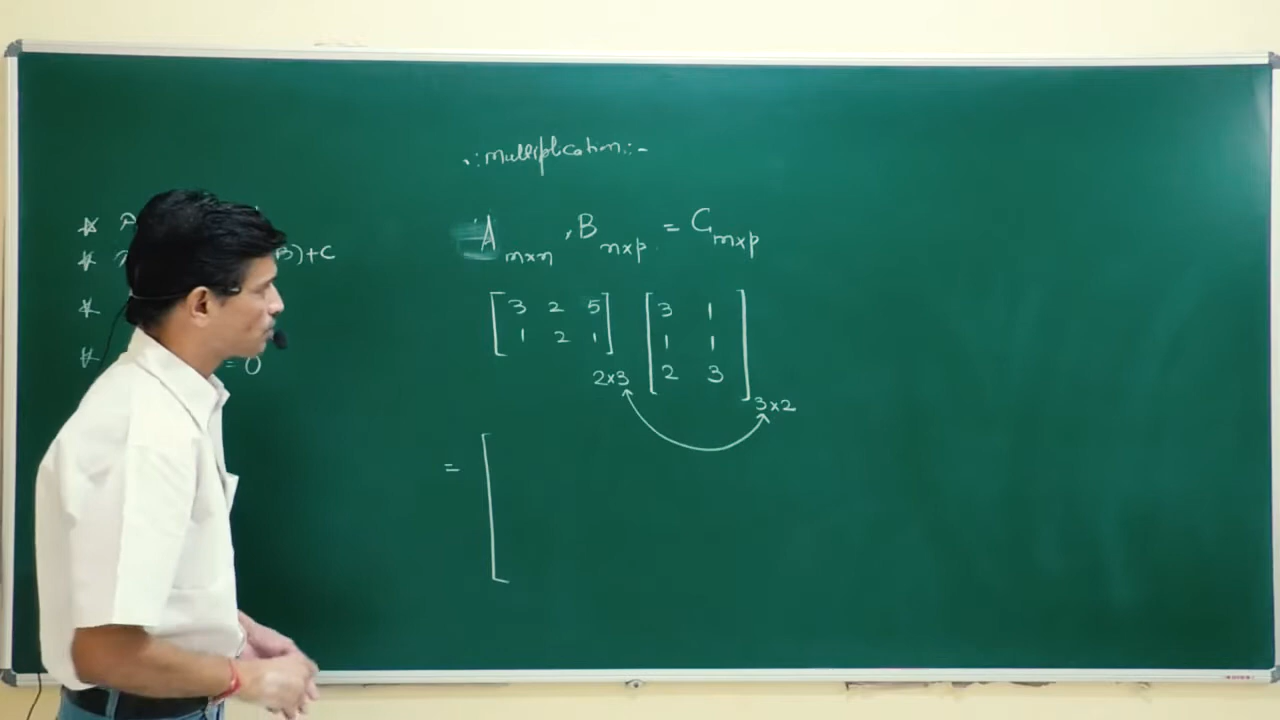 .:Multiplication:-
A m×n , B n×p = C m×p
[ 3 2 5 ] [ 3 1 ]
[ 1 2 1 ] [ 1 1 ]
2×3 [ 2 3 ]
3×2
= [
B)+C
= 0